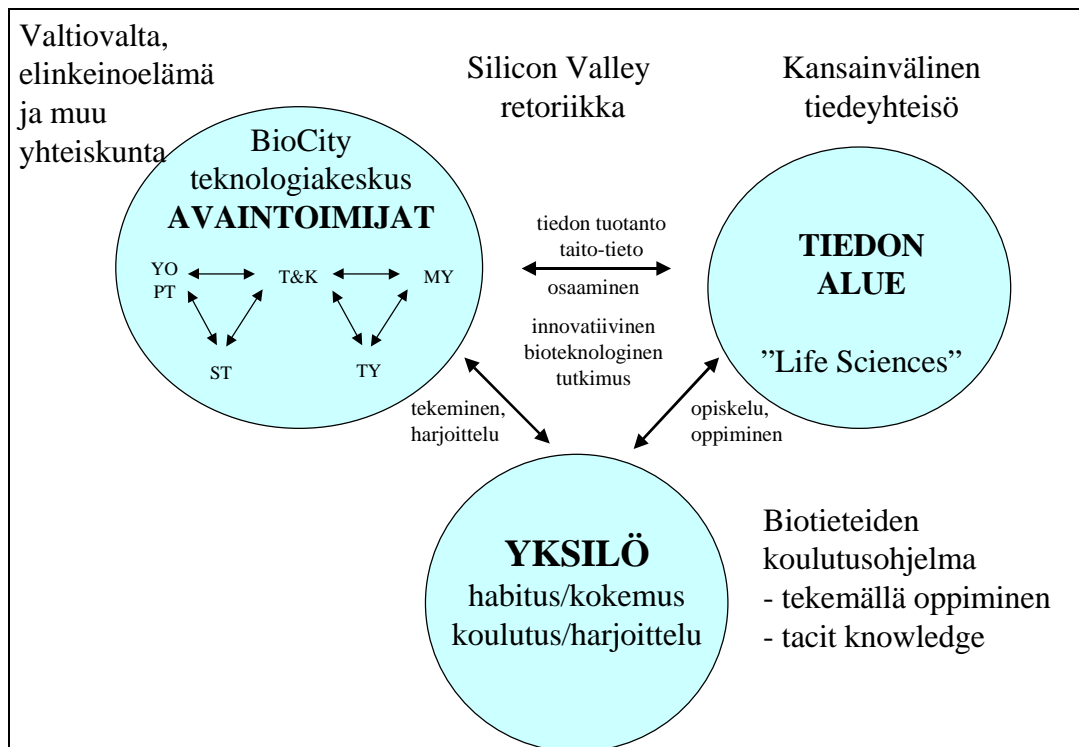 Valtiovalta,
elinkeinoelämä
ja muu
yhteiskunta
Silicon Valley
retoriikka
Kansainvälinen
tiedeyhteisö
BioCity
teknologiakeskus
AVAINTOIMIJAT
YO
PT
T&K
MY
ST
TY
tiedon tuotanto
taito-tieto
osaaminen
innovatiivinen
bioteknologinen
tutkimus
TIEDON
ALUE
”Life Sciences”
tekeminen,
harjoittelu
opiskelu,
oppiminen
YKSILÖ
habitus/kokemus
koulutus/harjoittelu
Biotieteiden
koulutusohjelma
- tekemällä oppiminen
- tacit knowledge